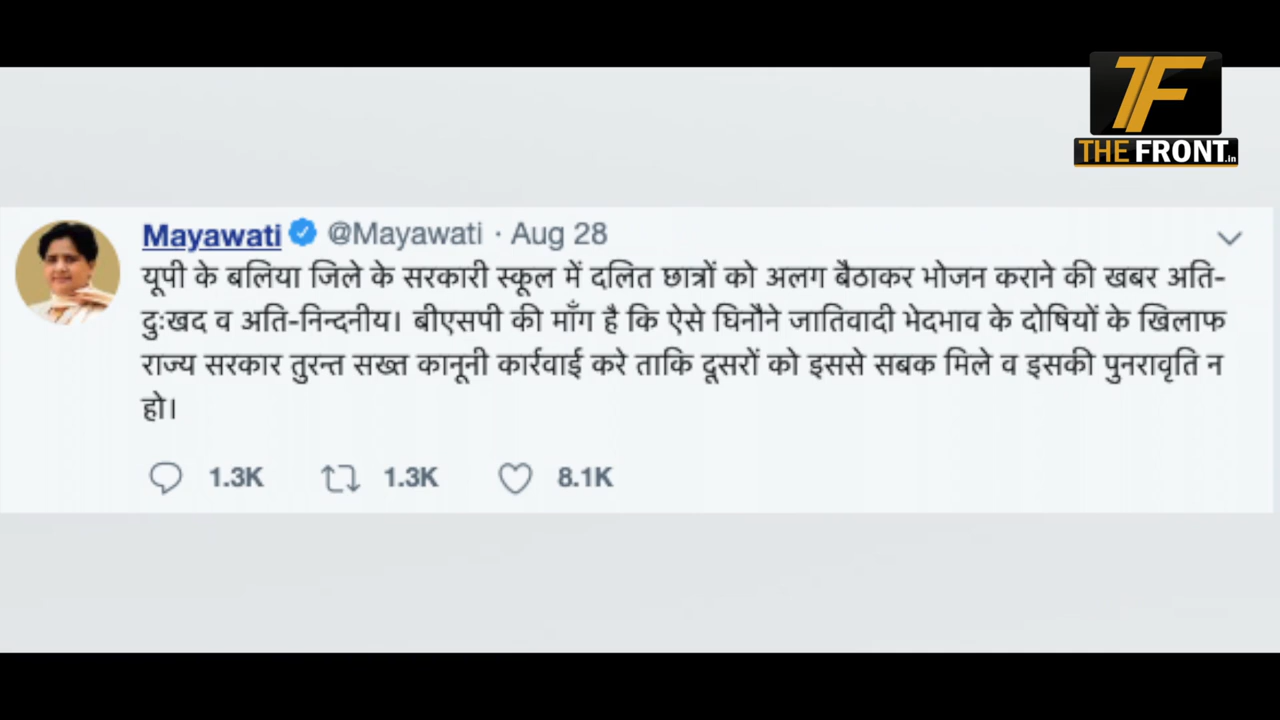 TF
THE FRONT.in
Mayawati @Mayawati · Aug 28
यूपी के बलिया जिले के सरकारी स्कूल में दलित छात्रों को अलग बैठाकर भोजन कराने की खबर अति-
दुःखद व अति-निन्दनीय। बीएसपी की माँग है कि ऐसे घिनौने जातिवादी भेदभाव के दोषियों के खिलाफ
राज्य सरकार तुरन्त सख्त कानूनी कार्रवाई करे ताकि दूसरों को इससे सबक मिले व इसकी पुनरावृति न
हो।
1.3K 1.3K 8.1K